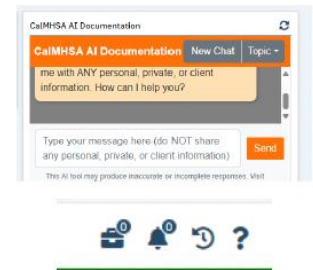 CalMHSA AI Documentation
CalMHSA AI Documentation New Chat Topic
me with ANY personal, private, or client
information. How can I help you?
Type your message here (do NOT share
any personal, private, or client information)
Send
This AI tool may produce inaccurate or incomplete responses. Visit
0 0 ?